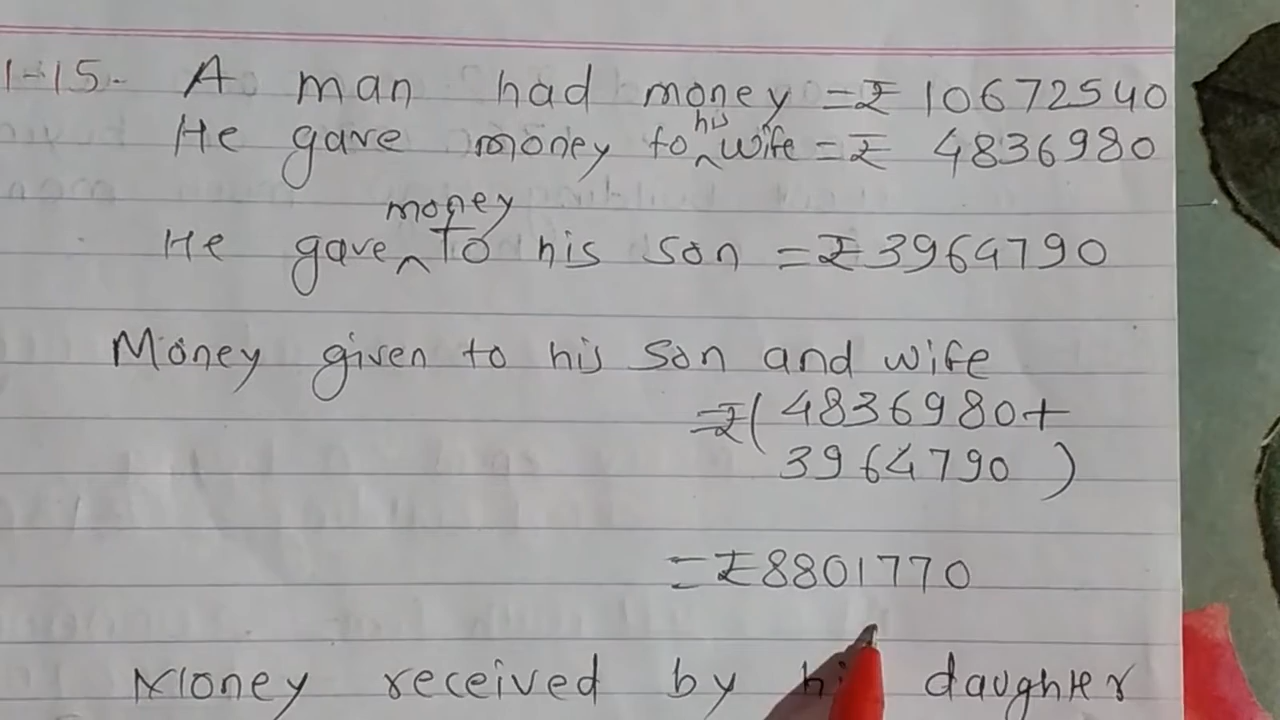 1-15. A man had money = ₹ 10672540
He gave money to his wife = ₹ 4836980
He gave money To his son = ₹ 3964790
Money given to his son and wife
= ₹( 4836980+
3964790 )
= ₹ 8801770
Money received by his daughter